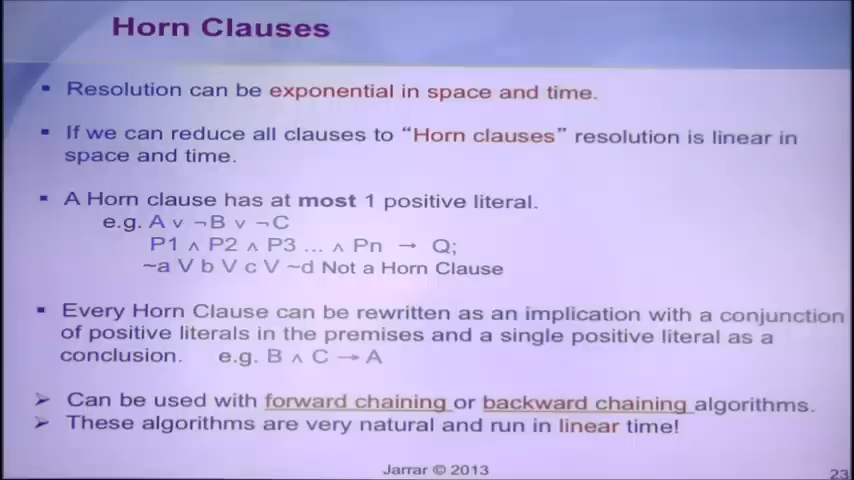 Horn Clauses
Resolution can be exponential in space and time.
If we can reduce all clauses to “Horn clauses” resolution is linear in
space and time.
A Horn clause has at most 1 positive literal.
e.g. A ∨ ¬B ∨ ¬C
P1 ∧ P2 ∧ P3 ... ∧ Pn → Q;
~a V b V c V ~d Not a Horn Clause
Every Horn Clause can be rewritten as an implication with a conjunction
of positive literals in the premises and a single positive literal as a
conclusion. e.g. B ∧ C → A
Can be used with forward chaining or backward chaining algorithms.
These algorithms are very natural and run in linear time!
Jarrar © 2013
23